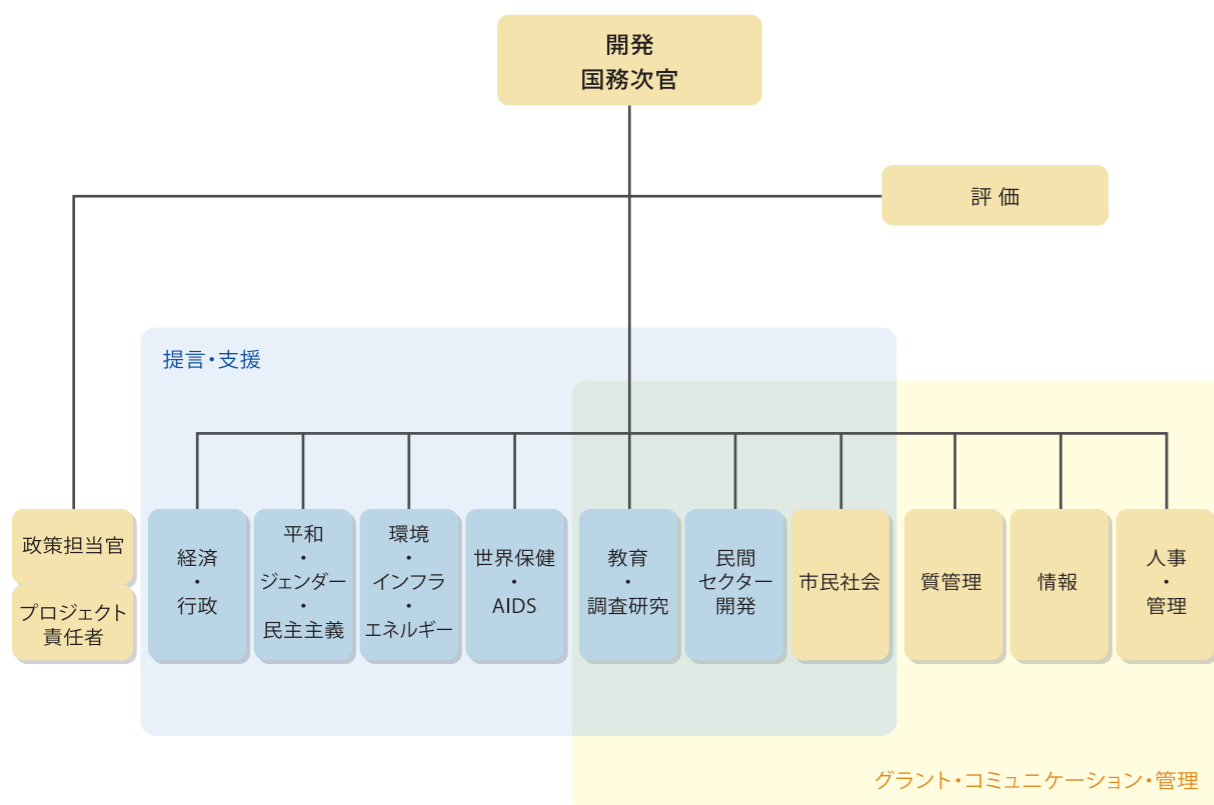 開発
国務次官
評 価
提言・支援
政策担当官
プロジェクト
責任者
経済
・
行政
平和
・
ジェンダー
・
民主主義
環境
・
インフラ
・
エネルギー
世界保健
・
AIDS
教育
・
調査研究
民間
セクター
開発
市民社会
質管理
情報
人事
・
管理
グラント・コミュニケーション・管理